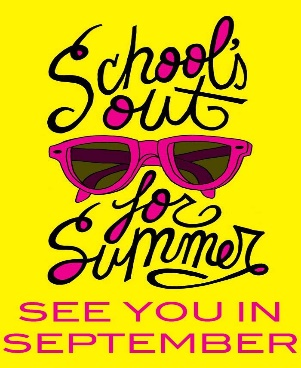 School's
out
for
Summer
SEE YOU IN
SEPTEMBER